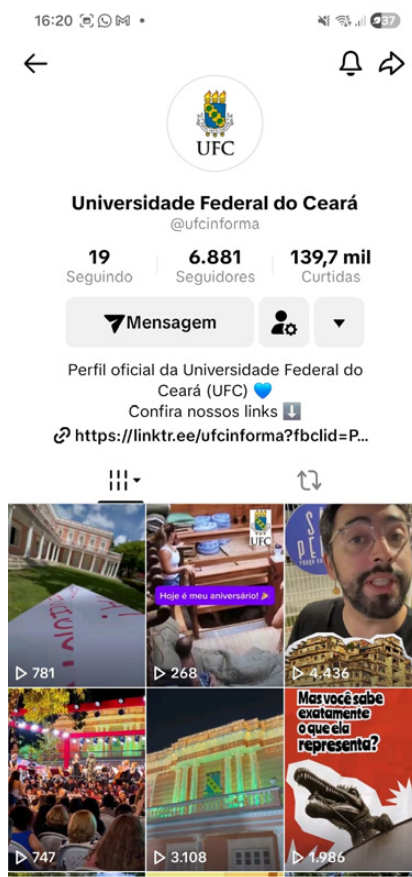 16:20
37
UFC
Universidade Federal do Ceará
@ufcinforma
19 6.881 139,7 mil
Seguindo Seguidores Curtidas
Mensagem
Perfil oficial da Universidade Federal do
Ceará (UFC) 💙
Confira nossos links ⬇️
https://linktr.ee/ufcinforma?fbclid=P...
UFC
Hoje é meu aniversário! 🎉
781
268
4.436
Mas você sabe
exatamente
o que ela
representa?
747
3.108
1.986